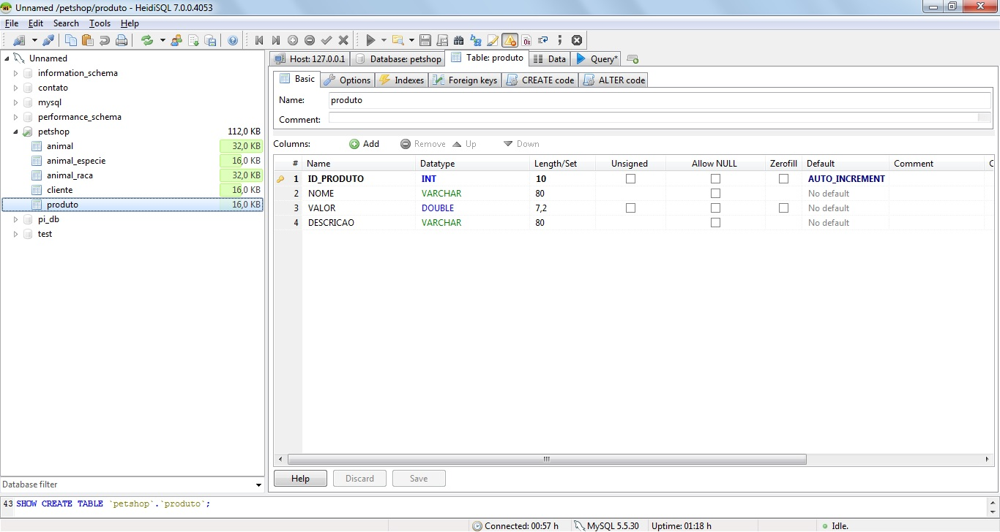 Unnamed /petshop/produto - HeidiSQL 7.0.0.4053
File Edit Search Tools Help
Host: 127.0.0.1 Database: petshop Table: produto Data Query*
Basic Options Indexes Foreign keys CREATE code ALTER code
Name: produto
Comment:
Columns: Add Remove Up Down
# Name Datatype Length/Set Unsigned Allow NULL Zerofill Default Comment C
1 ID_PRODUTO INT 10 AUTO_INCREMENT
2 NOME VARCHAR 80 No default
3 VALOR DOUBLE 7,2 No default
4 DESCRICAO VARCHAR 80 No default
Unnamed
information_schema
contato
mysql
performance_schema
petshop 112,0 KB
animal 32,0 KB
animal_especie 16,0 KB
animal_raca 32,0 KB
cliente 16,0 KB
produto 16,0 KB
pi_db
test
Database filter
Help Discard Save
43 SHOW CREATE TABLE `petshop`.`produto`;
Connected: 00:57 h MySQL 5.5.30 Uptime: 01:18 h Idle.